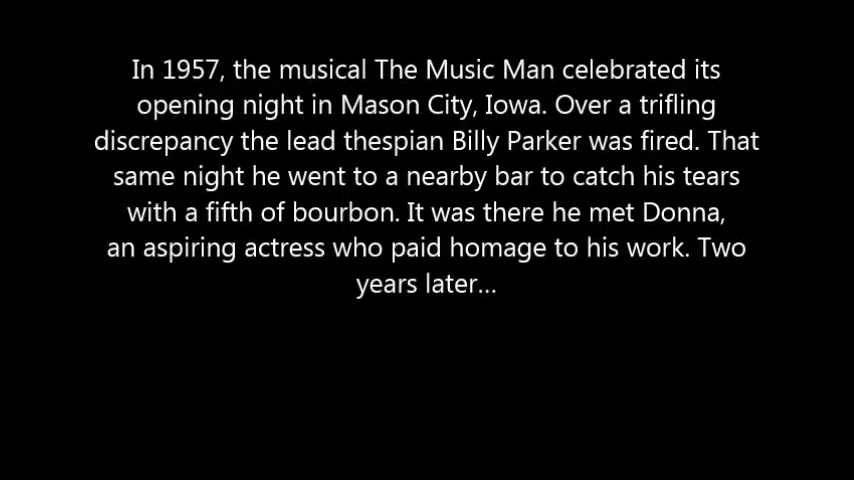 In 1957, the musical The Music Man celebrated its
opening night in Mason City, Iowa. Over a trifling
discrepancy the lead thespian Billy Parker was fired. That
same night he went to a nearby bar to catch his tears
with a fifth of bourbon. It was there he met Donna,
an aspiring actress who paid homage to his work. Two
years later...